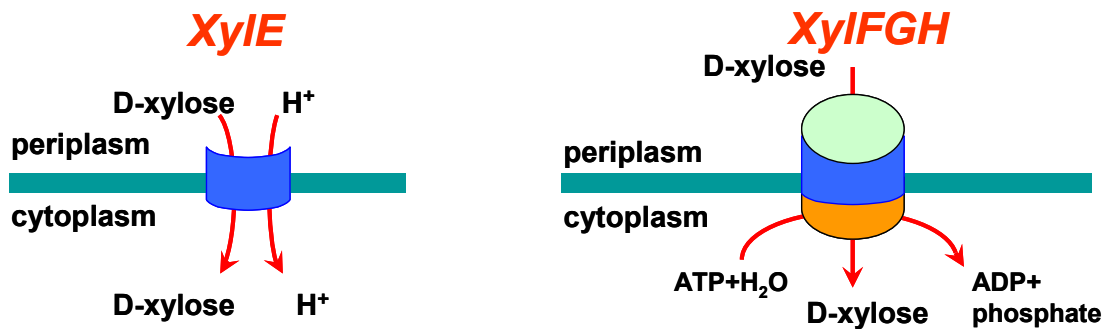 XylE
D-xylose H⁺
periplasm
cytoplasm
D-xylose H⁺
XylFGH
D-xylose
periplasm
cytoplasm
ATP+H₂O
D-xylose
ADP+
phosphate